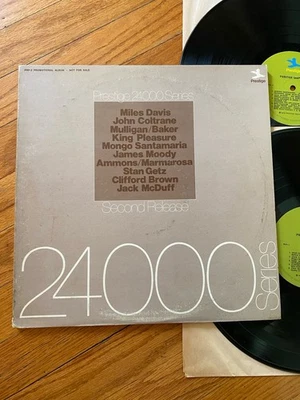 Prestige 24000 Series
Miles Davis
John Coltrane
Mulligan/Baker
King Pleasure
Mongo Santamaria
James Moody
Ammons/Marmarosa
Stan Getz
Clifford Brown
Jack McDuff
Second Release
24000
series
Prestige